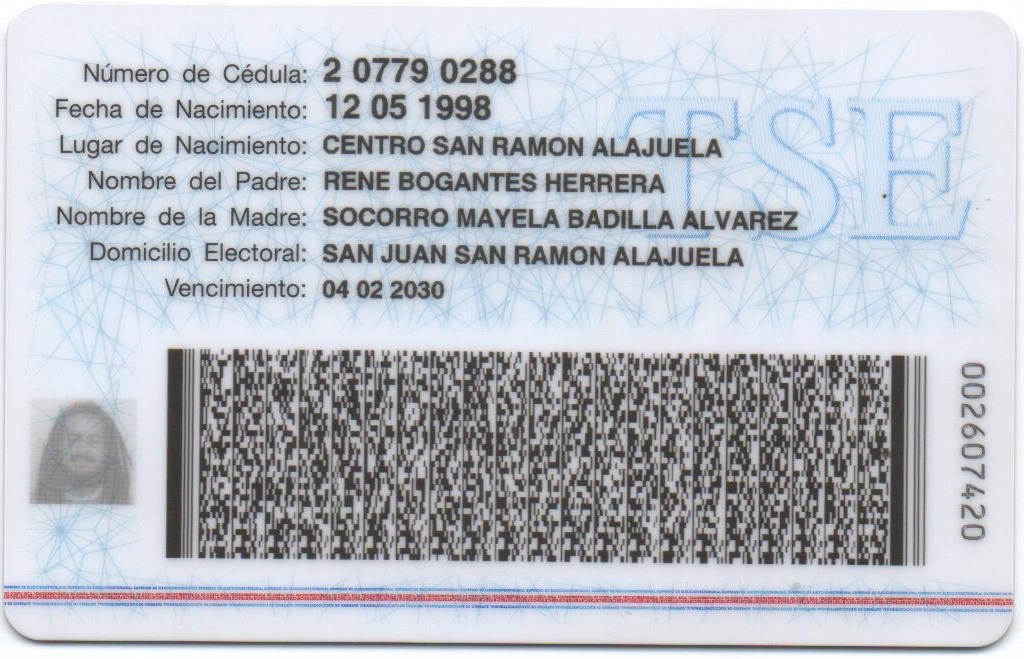 Número de Cédula: 2 0779 0288
Fecha de Nacimiento: 12 05 1998
Lugar de Nacimiento: CENTRO SAN RAMON ALAJUELA
Nombre del Padre: RENE BOGANTES HERRERA
Nombre de la Madre: SOCORRO MAYELA BADILLA ALVAREZ
Domicilio Electoral: SAN JUAN SAN RAMON ALAJUELA
Vencimiento: 04 02 2030
TSE
002607420